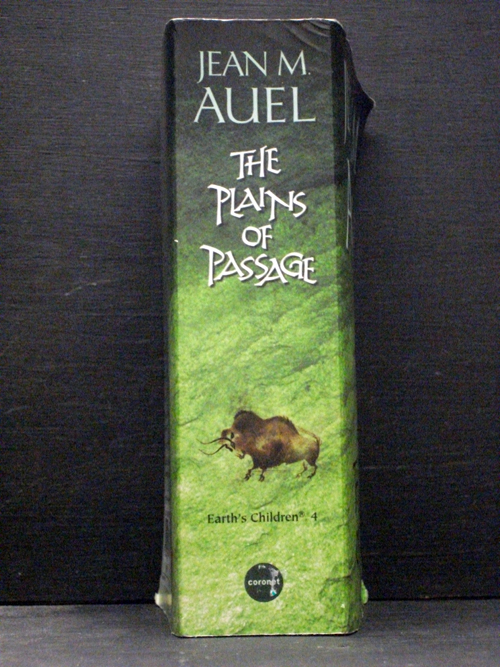 JEAN M.
AUEL
THE
PLAINS
OF
PASSAGE
Earth's Children®. 4
coronet